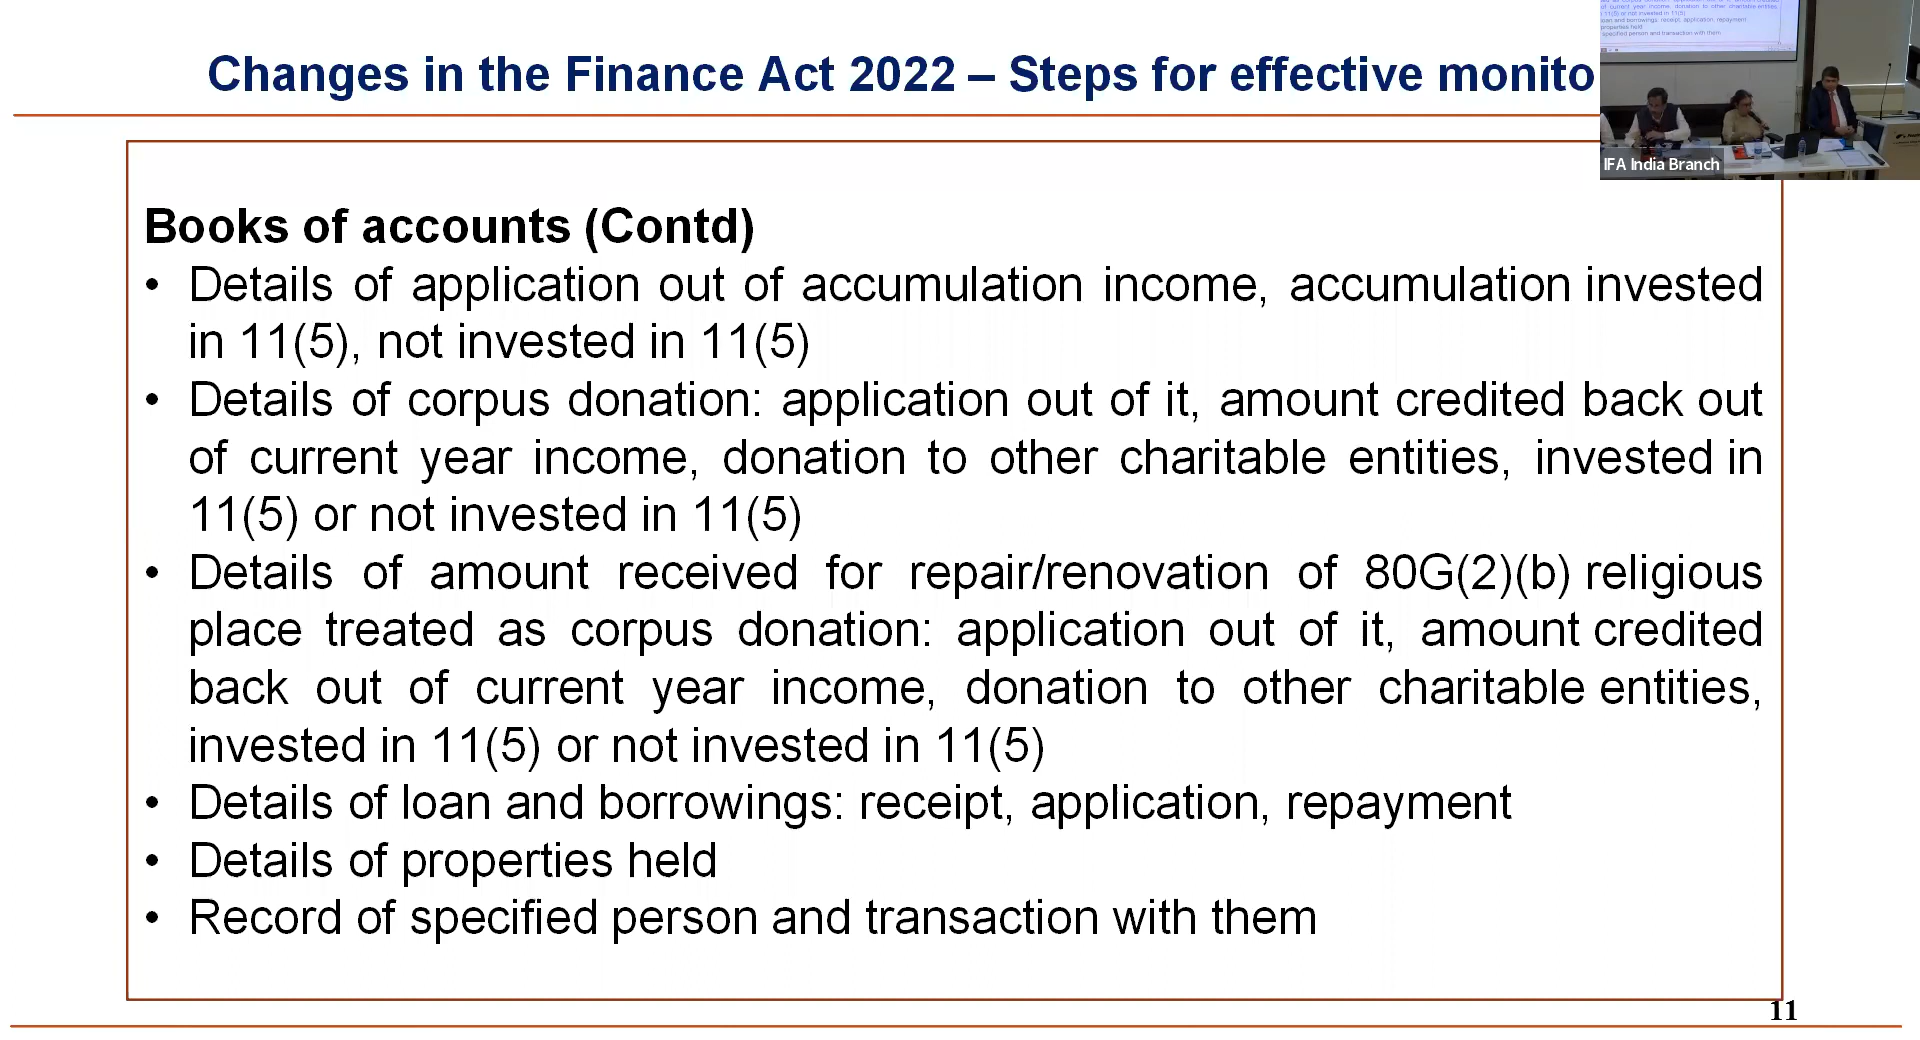 Changes in the Finance Act 2022 – Steps for effective
IFA India Branch
Books of accounts (Contd)
• Details of application out of accumulation income, accumulation invested
in 11(5), not invested in 11(5)
• Details of corpus donation: application out of it, amount credited back out
of current year income, donation to other charitable entities, invested in
11(5) or not invested in 11(5)
• Details of amount received for repair/renovation of 80G(2)(b) religious
place treated as corpus donation: application out of it, amount credited
back out of current year income, donation to other charitable entities,
invested in 11(5) or not invested in 11(5)
• Details of loan and borrowings: receipt, application, repayment
• Details of properties held
• Record of specified person and transaction with them
11